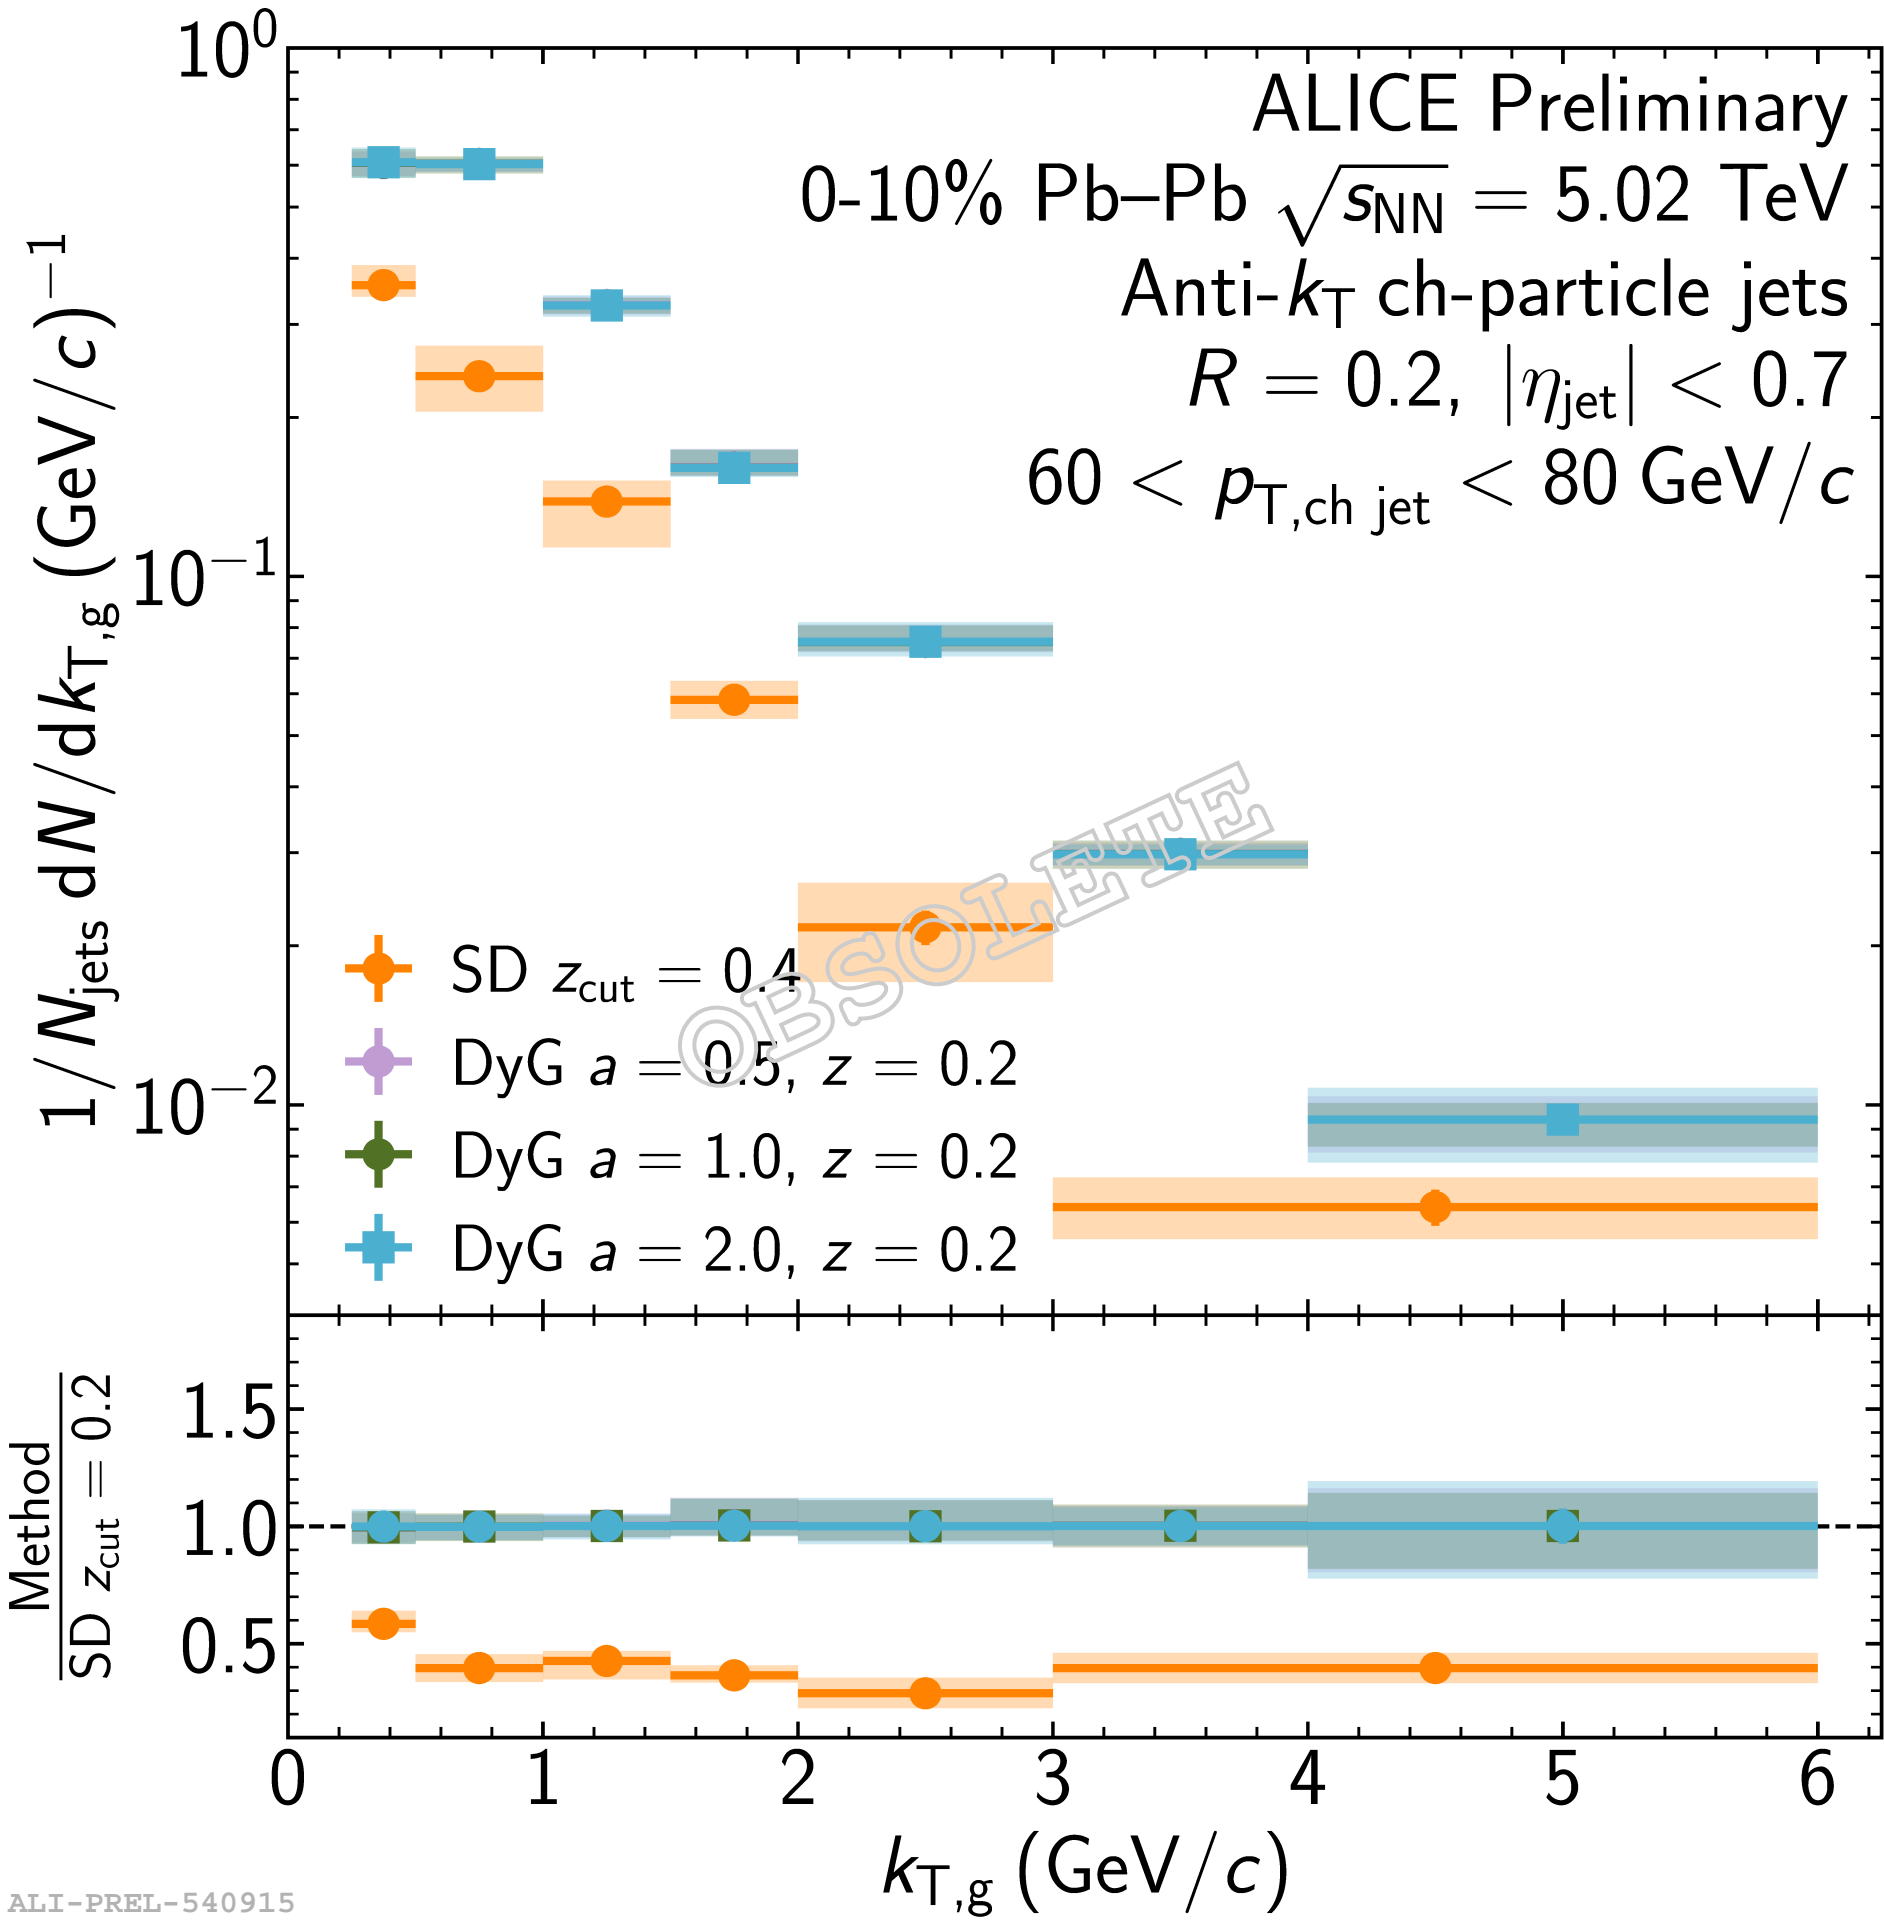 10⁰
ALICE Preliminary
0-10% Pb–Pb √sNN = 5.02 TeV
Anti-kT ch-particle jets
R = 0.2, |ηjet| < 0.7
60 < pT,ch jet < 80 GeV/c
1/Njets dN/dkT,g (GeV/c)⁻¹
10⁻¹
10⁻²
OBSOLETE
SD zcut = 0.4
DyG a = 0.5, z = 0.2
DyG a = 1.0, z = 0.2
DyG a = 2.0, z = 0.2
Method
SD zcut = 0.2
1.5
1.0
0.5
0 1 2 3 4 5 6
kT,g (GeV/c)
ALI-PREL-540915